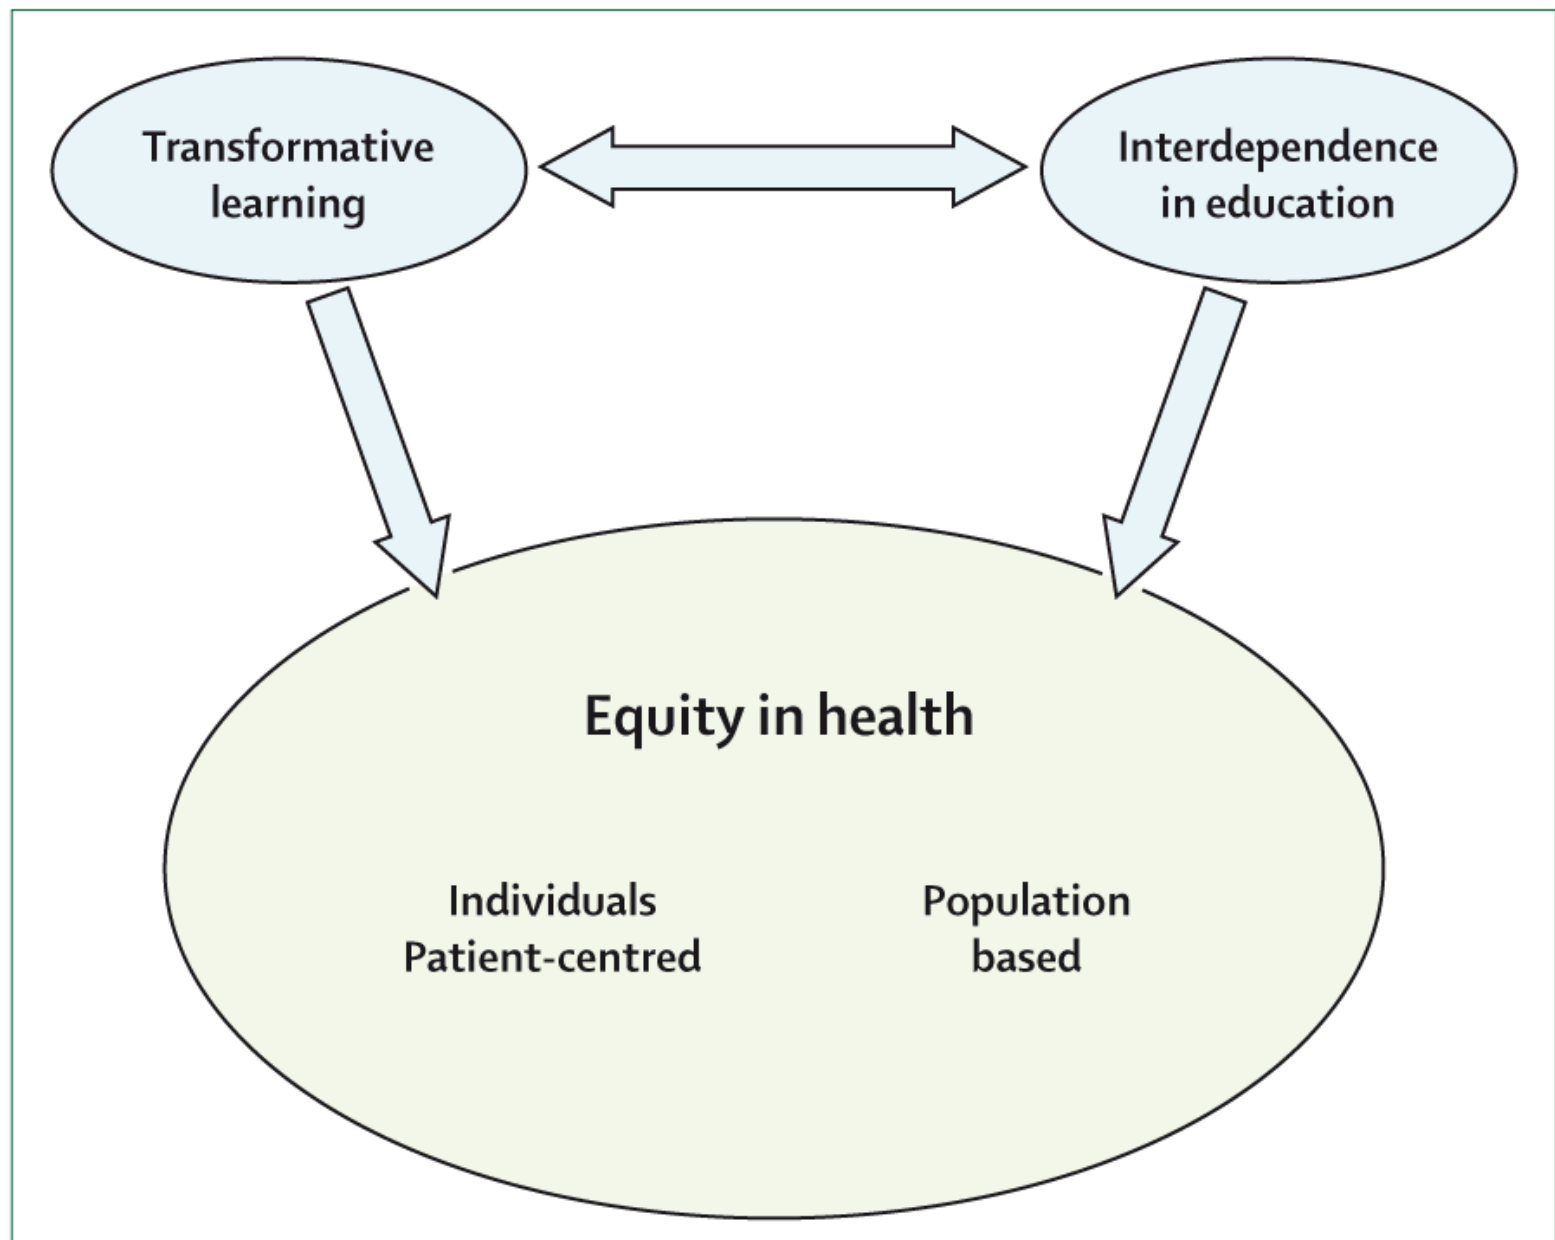 Transformative
learning
Interdependence
in education
Equity in health
Individuals
Patient-centred
Population
based